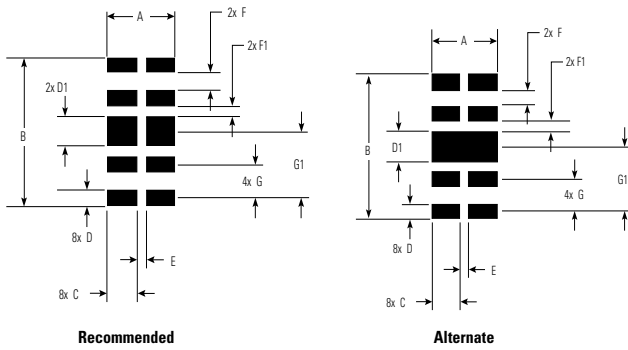 A
2x F
2x F1
2x D1
B
G1
4x G
8x D
E
8x C
Recommended
A
2x F
2x F1
D1
B
G1
4x G
8x D
E
8x C
Alternate